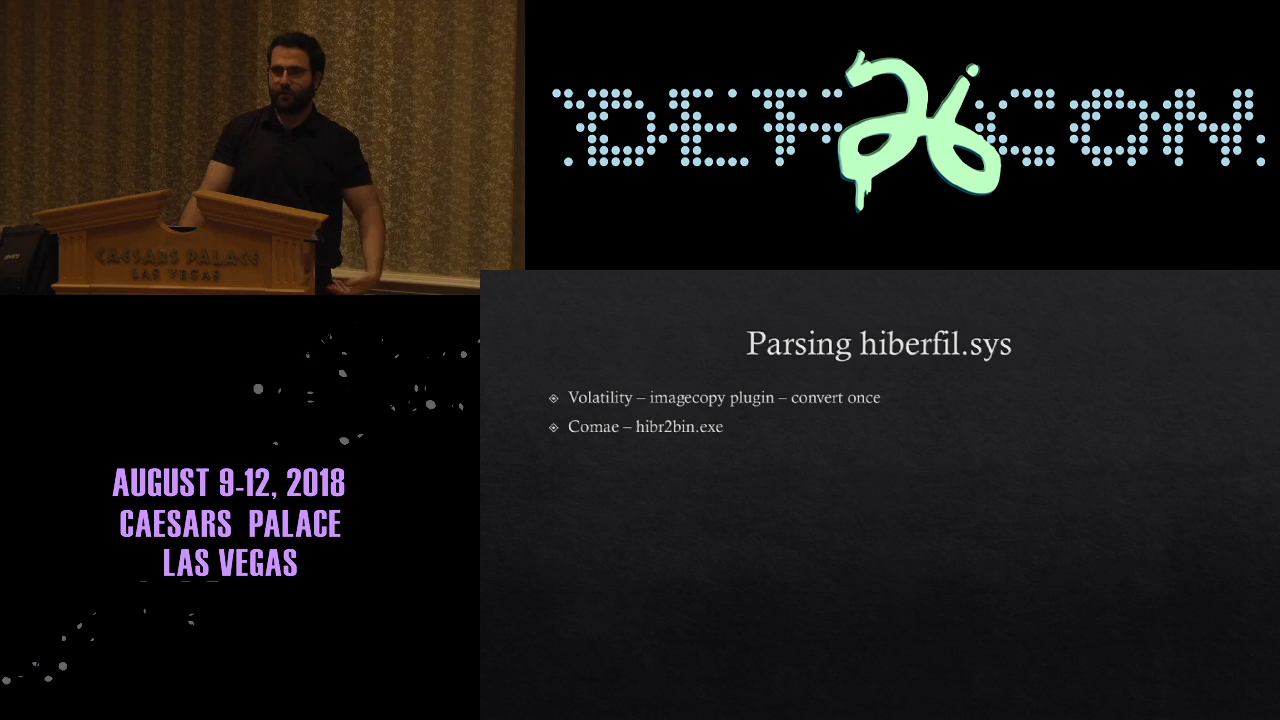 CAESARS PALACE
LAS VEGAS
DEF 26 CON
Parsing hiberfil.sys
Volatility – imagecopy plugin – convert once
Comae – hibr2bin.exe
AUGUST 9-12, 2018
CAESARS PALACE
LAS VEGAS